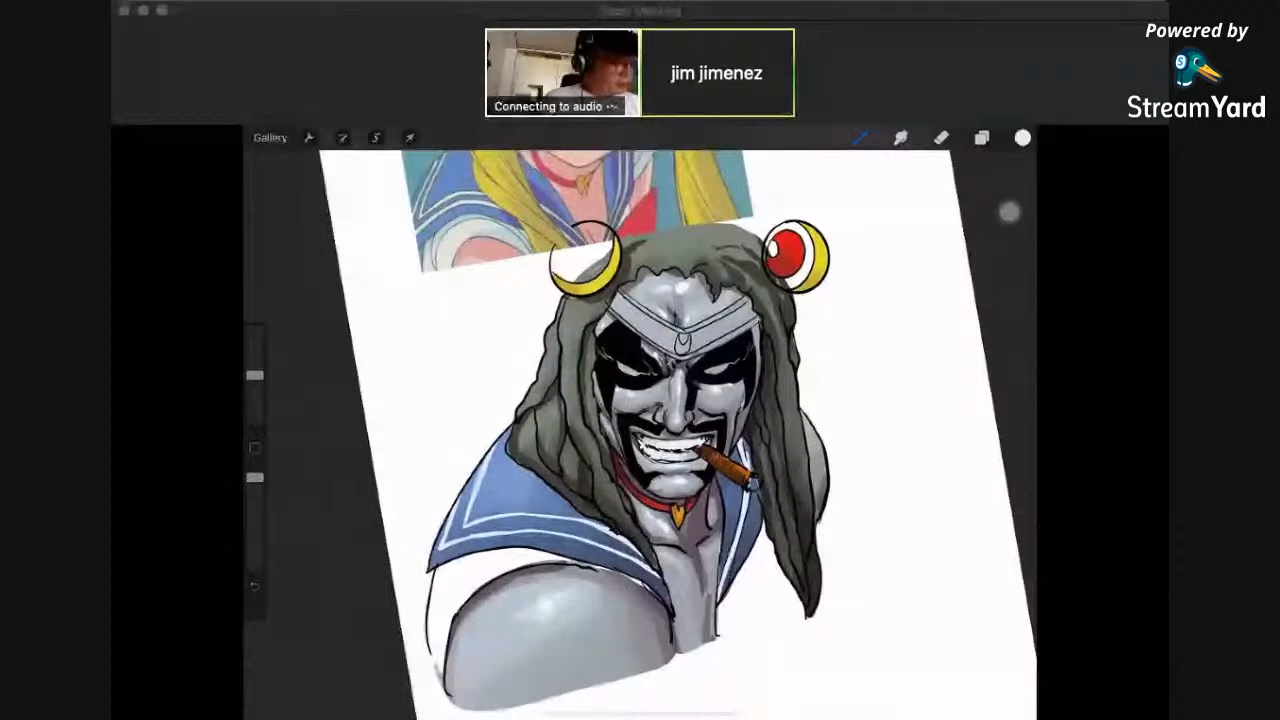 Powered by
jim jimenez
Connecting to audio ••
S
StreamYard
Gallery